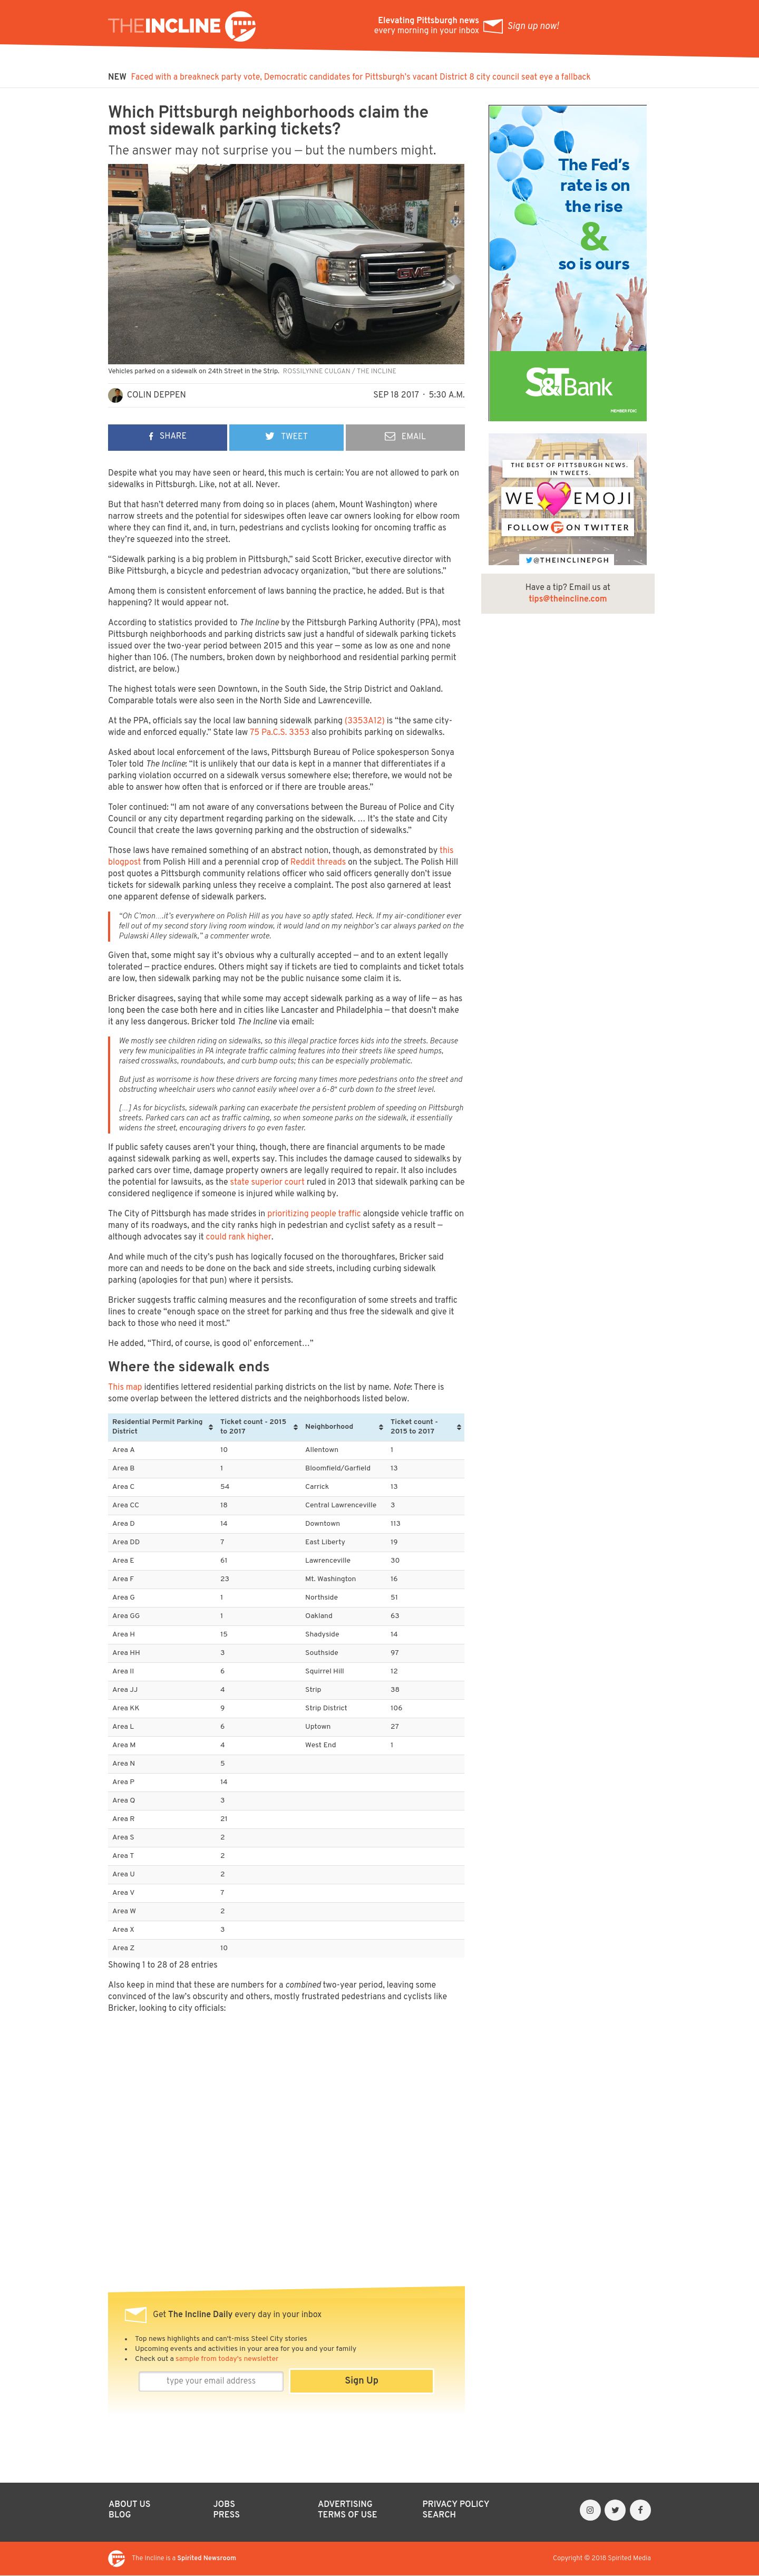 THEINCLINE
Elevating Pittsburgh news
every morning in your inbox
Sign up now!
NEW Faced with a breakneck party vote, Democratic candidates for Pittsburgh's vacant District 8 city council seat eye a fallback
Which Pittsburgh neighborhoods claim the
most sidewalk parking tickets?
The answer may not surprise you — but the numbers might.
GMC
Vehicles parked on a sidewalk on 24th Street in the Strip. ROSSILYNNE CULGAN / THE INCLINE
COLIN DEPPEN
SEP 18 2017 · 5:30 A.M.
SHARE
TWEET
EMAIL
The Fed's
rate is on
the rise
&
so is ours
S&T Bank
MEMBER FDIC
THE BEST OF PITTSBURGH NEWS,
IN TWEETS.
WE EMOJI
FOLLOW ON TWITTER
@THEINCLINEPGH
Have a tip? Email us at
tips@theincline.com
Despite what you may have seen or heard, this much is certain: You are not allowed to park on
sidewalks in Pittsburgh. Like, not at all. Never.
But that hasn't deterred many from doing so in places (ahem, Mount Washington) where
narrow streets and the potential for sideswipes often leave car owners looking for elbow room
where they can find it, and, in turn, pedestrians and cyclists looking for oncoming traffic as
they're squeezed into the street.
"Sidewalk parking is a big problem in Pittsburgh," said Scott Bricker, executive director with
Bike Pittsburgh, a bicycle and pedestrian advocacy organization, "but there are solutions."
Among them is consistent enforcement of laws banning the practice, he added. But is that
happening? It would appear not.
According to statistics provided to The Incline by the Pittsburgh Parking Authority (PPA), most
Pittsburgh neighborhoods and parking districts saw just a handful of sidewalk parking tickets
issued over the two-year period between 2015 and this year — some as low as one and none
higher than 106. (The numbers, broken down by neighborhood and residential parking permit
district, are below.)
The highest totals were seen Downtown, in the South Side, the Strip District and Oakland.
Comparable totals were also seen in the North Side and Lawrenceville.
At the PPA, officials say the local law banning sidewalk parking (3353A12) is "the same city-
wide and enforced equally." State law 75 Pa.C.S. 3353 also prohibits parking on sidewalks.
Asked about local enforcement of the laws, Pittsburgh Bureau of Police spokesperson Sonya
Toler told The Incline: "It is unlikely that our data is kept in a manner that differentiates if a
parking violation occurred on a sidewalk versus somewhere else; therefore, we would not be
able to answer how often that is enforced or if there are trouble areas."
Toler continued: "I am not aware of any conversations between the Bureau of Police and City
Council or any city department regarding parking on the sidewalk. … It's the state and City
Council that create the laws governing parking and the obstruction of sidewalks."
Those laws have remained something of an abstract notion, though, as demonstrated by this
blogpost from Polish Hill and a perennial crop of Reddit threads on the subject. The Polish Hill
post quotes a Pittsburgh community relations officer who said officers generally don't issue
tickets for sidewalk parking unless they receive a complaint. The post also garnered at least
one apparent defense of sidewalk parkers.
"Oh C'mon….it's everywhere on Polish Hill as you have so aptly stated. Heck. If my air-conditioner ever
fell out of my second story living room window, it would land on my neighbor's car always parked on the
Pulawski Alley sidewalk," a commenter wrote.
Given that, some might say it's obvious why a culturally accepted — and to an extent legally
tolerated — practice endures. Others might say if tickets are tied to complaints and ticket totals
are low, then sidewalk parking may not be the public nuisance some claim it is.
Bricker disagrees, saying that while some may accept sidewalk parking as a way of life — as has
long been the case both here and in cities like Lancaster and Philadelphia — that doesn't make
it any less dangerous. Bricker told The Incline via email:
We mostly see children riding on sidewalks, so this illegal practice forces kids into the streets. Because
very few municipalities in PA integrate traffic calming features into their streets like speed humps,
raised crosswalks, roundabouts, and curb bump outs; this can be especially problematic.
But just as worrisome is how these drivers are forcing many times more pedestrians onto the street and
obstructing wheelchair users who cannot easily wheel over a 6-8" curb down to the street level.
[…] As for bicyclists, sidewalk parking can exacerbate the persistent problem of speeding on Pittsburgh
streets. Parked cars can act as traffic calming, so when someone parks on the sidewalk, it essentially
widens the street, encouraging drivers to go even faster.
If public safety causes aren't your thing, though, there are financial arguments to be made
against sidewalk parking as well, experts say. This includes the damage caused to sidewalks by
parked cars over time, damage property owners are legally required to repair. It also includes
the potential for lawsuits, as the state superior court ruled in 2013 that sidewalk parking can be
considered negligence if someone is injured while walking by.
The City of Pittsburgh has made strides in prioritizing people traffic alongside vehicle traffic on
many of its roadways, and the city ranks high in pedestrian and cyclist safety as a result —
although advocates say it could rank higher.
And while much of the city's push has logically focused on the thoroughfares, Bricker said
more can and needs to be done on the back and side streets, including curbing sidewalk
parking (apologies for that pun) where it persists.
Bricker suggests traffic calming measures and the reconfiguration of some streets and traffic
lines to create "enough space on the street for parking and thus free the sidewalk and give it
back to those who need it most."
He added, "Third, of course, is good ol' enforcement…"
Where the sidewalk ends
This map identifies lettered residential parking districts on the list by name. Note: There is
some overlap between the lettered districts and the neighborhoods listed below.
Residential Permit Parking District | Ticket count - 2015 to 2017 | Neighborhood | Ticket count - 2015 to 2017
Area A 10 Allentown 1
Area B 1 Bloomfield/Garfield 13
Area C 54 Carrick 13
Area CC 18 Central Lawrenceville 3
Area D 14 Downtown 113
Area DD 7 East Liberty 19
Area E 61 Lawrenceville 30
Area F 23 Mt. Washington 16
Area G 1 Northside 51
Area GG 1 Oakland 63
Area H 15 Shadyside 14
Area HH 3 Southside 97
Area II 6 Squirrel Hill 12
Area JJ 4 Strip 38
Area KK 9 Strip District 106
Area L 6 Uptown 27
Area M 4 West End 1
Area N 5
Area P 14
Area Q 3
Area R 21
Area S 2
Area T 2
Area U 2
Area V 7
Area W 2
Area X 3
Area Z 10
Showing 1 to 28 of 28 entries
Also keep in mind that these are numbers for a combined two-year period, leaving some
convinced of the law's obscurity and others, mostly frustrated pedestrians and cyclists like
Bricker, looking to city officials:
Get The Incline Daily every day in your inbox
• Top news highlights and can't-miss Steel City stories
• Upcoming events and activities in your area for you and your family
• Check out a sample from today's newsletter
type your email address
Sign Up
ABOUT US
BLOG
JOBS
PRESS
ADVERTISING
TERMS OF USE
PRIVACY POLICY
SEARCH
The Incline is a Spirited Newsroom
Copyright © 2018 Spirited Media